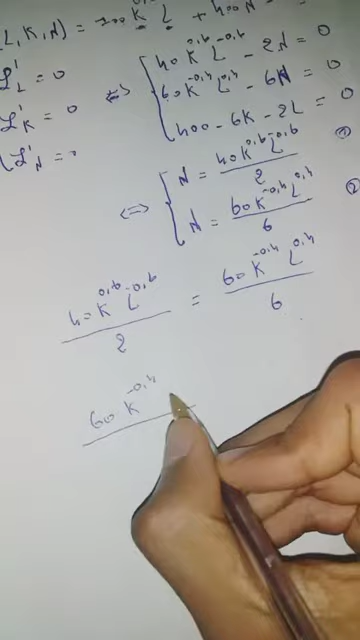 (L, K, λ) = 100 K L + 400 λ -
L'L = 0 ⇔ 40 K^0,6 L^-0,6 - 2λ = 0
L'K = 0 60 K^-0,4 L^0,4 - 6λ = 0
L'λ = 0 400 - 6K - 2L = 0
⇔ λ = 40 K^0,6 L^-0,6 / 2 ①
λ = 60 K^-0,4 L^0,4 / 6 ②
40 K^0,6 L^-0,6 / 2 = 60 K^-0,4 L^0,4 / 6
60 K^-0,4